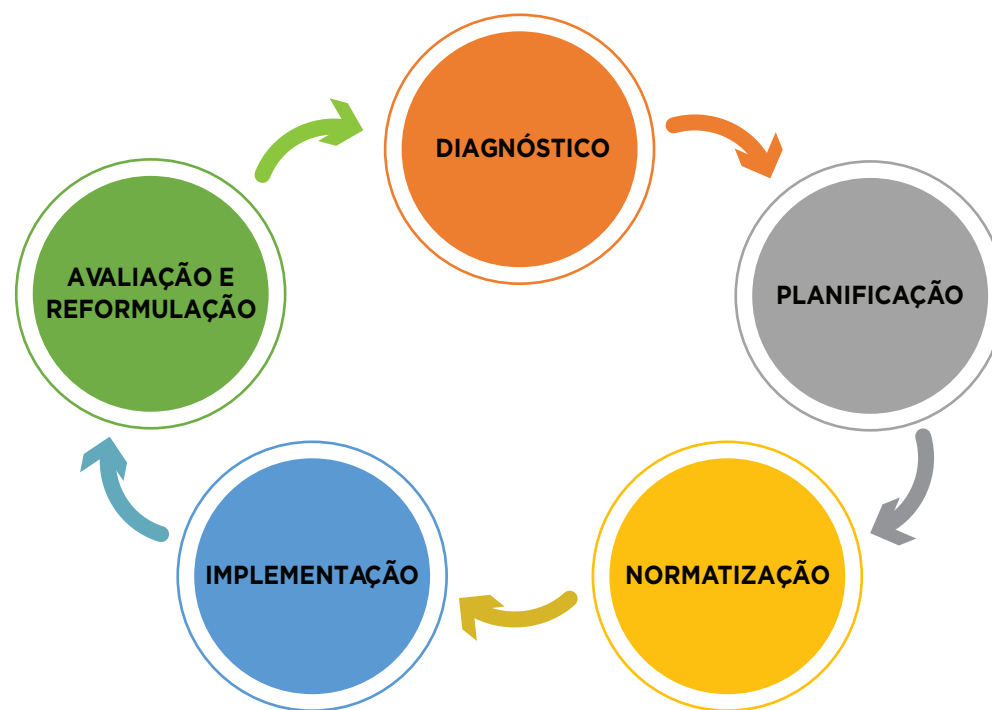 DIAGNÓSTICO
PLANIFICAÇÃO
NORMATIZAÇÃO
IMPLEMENTAÇÃO
AVALIAÇÃO E
REFORMULAÇÃO